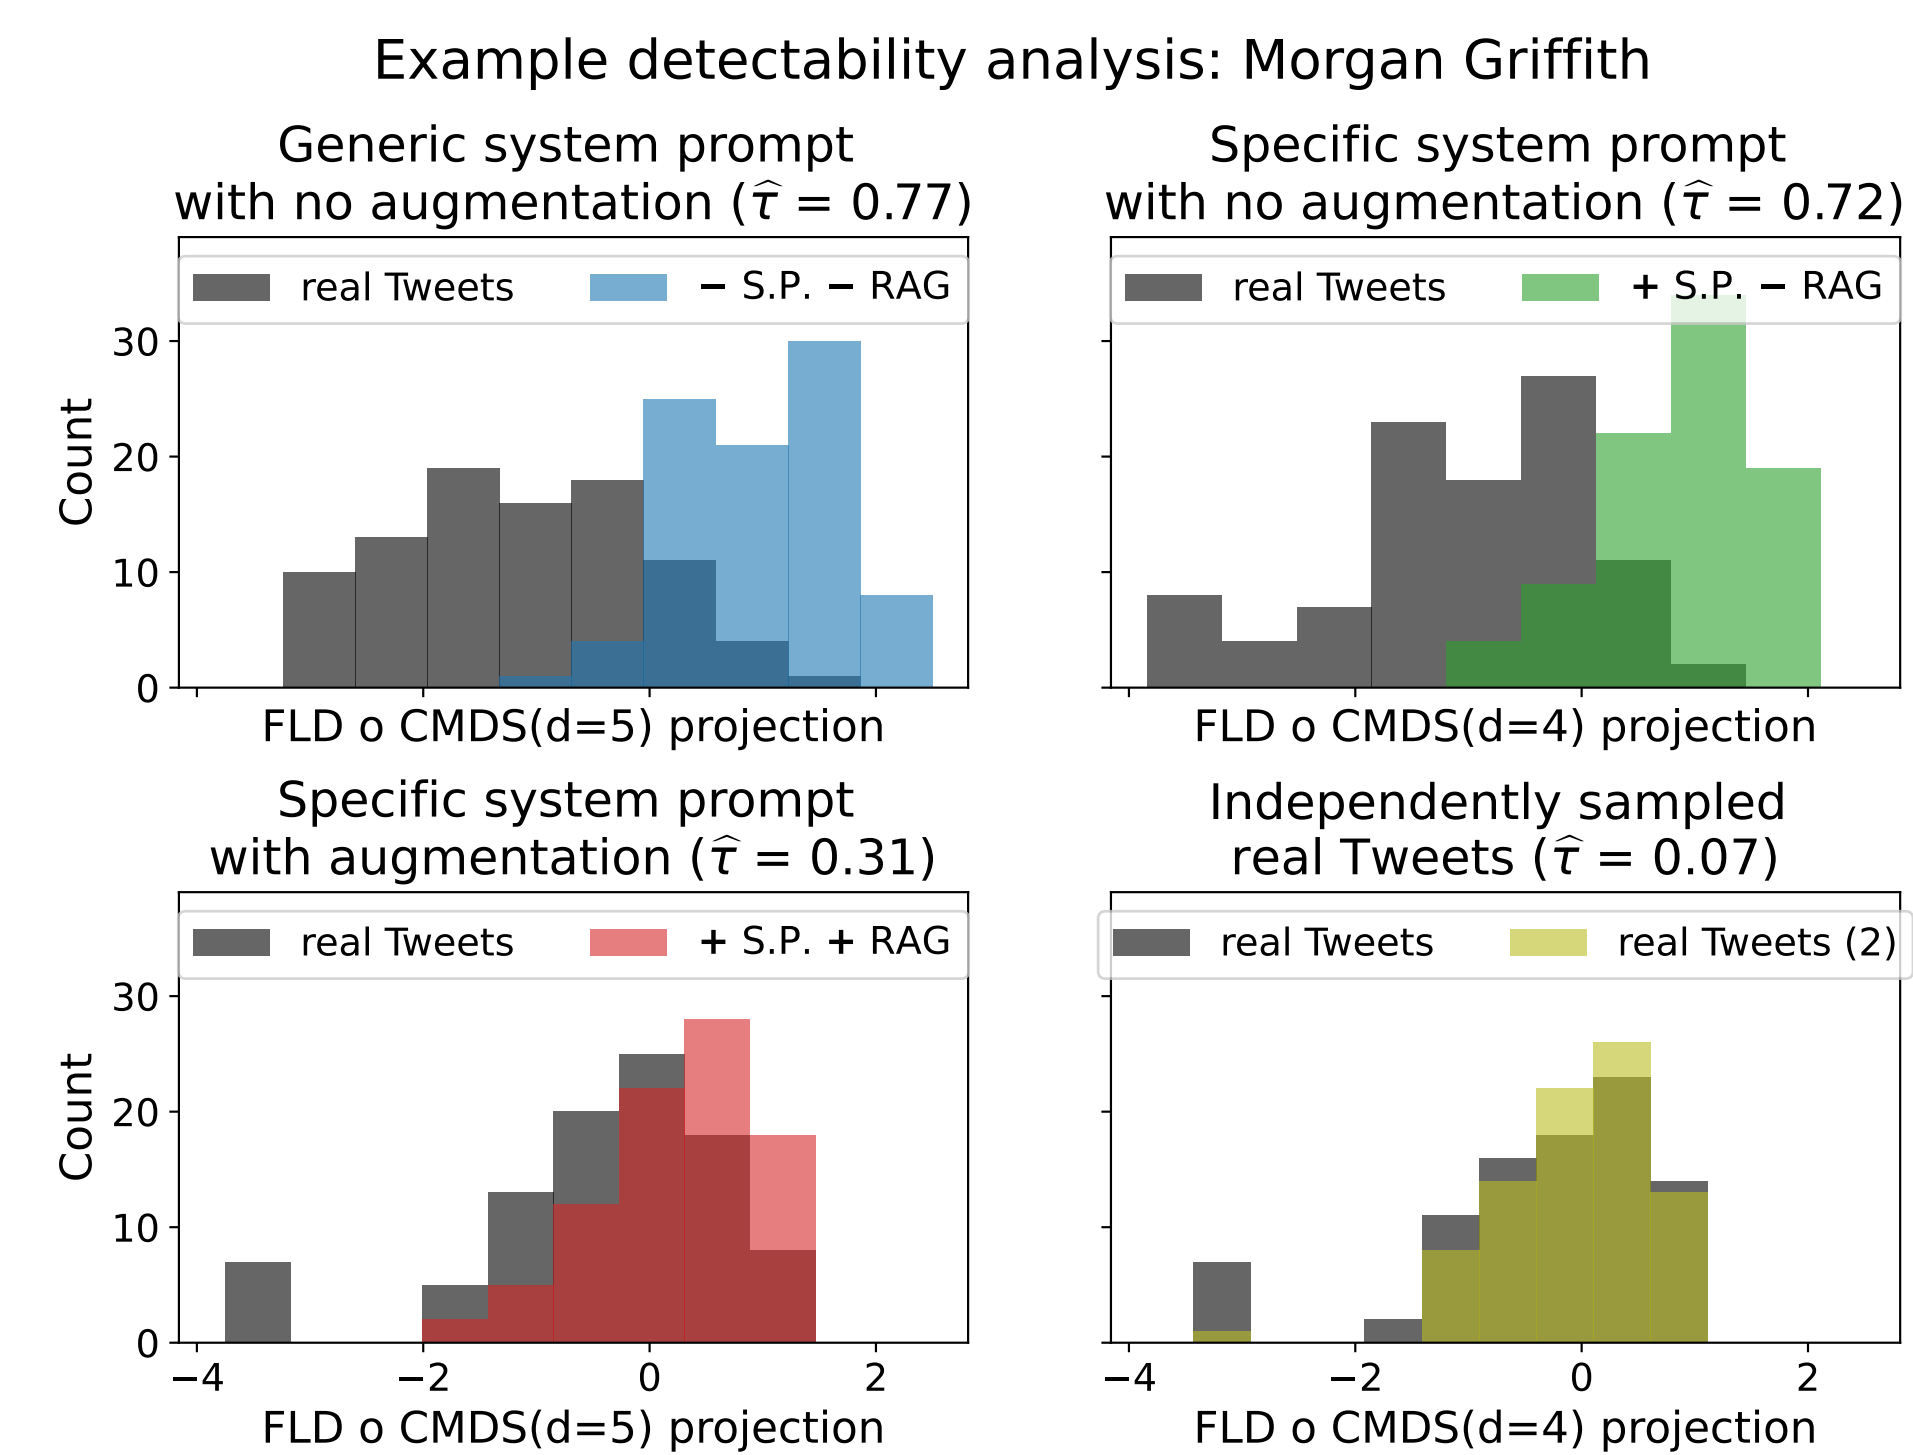 Example detectability analysis: Morgan Griffith
Generic system prompt
with no augmentation (τ̂ = 0.77)
real Tweets − S.P. − RAG
30
20
10
0
Count
FLD o CMDS(d=5) projection
Specific system prompt
with no augmentation (τ̂ = 0.72)
real Tweets + S.P. − RAG
FLD o CMDS(d=4) projection
Specific system prompt
with augmentation (τ̂ = 0.31)
real Tweets + S.P. + RAG
30
20
10
0
Count
−4 −2 0 2
FLD o CMDS(d=5) projection
Independently sampled
real Tweets (τ̂ = 0.07)
real Tweets real Tweets (2)
−4 −2 0 2
FLD o CMDS(d=4) projection